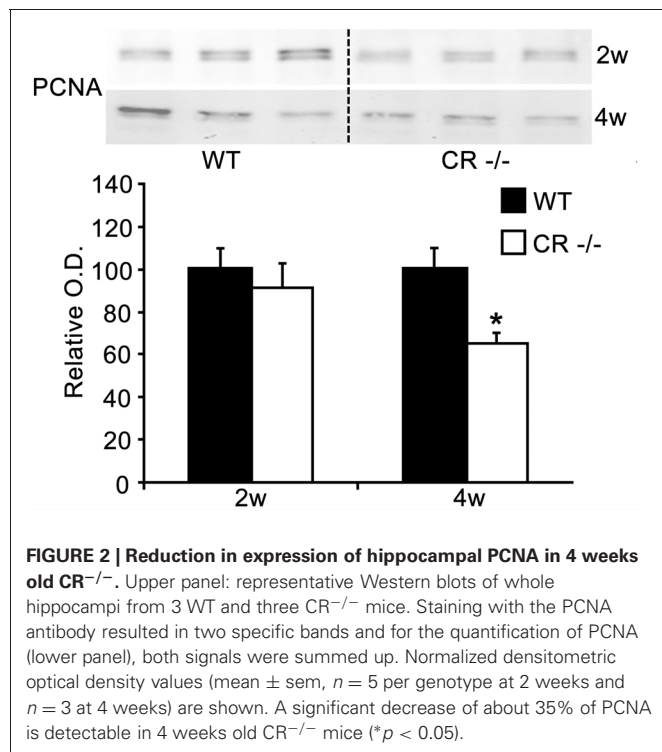 2w
PCNA
4w
WT
CR -/-
140
WT
120
CR -/-
100
80
60
40
20
0
Relative O.D.
*
2w
4w
FIGURE 2 | Reduction in expression of hippocampal PCNA in 4 weeks
old CR−/−. Upper panel: representative Western blots of whole
hippocampi from 3 WT and three CR−/− mice. Staining with the PCNA
antibody resulted in two specific bands and for the quantification of PCNA
(lower panel), both signals were summed up. Normalized densitometric
optical density values (mean ± sem, n = 5 per genotype at 2 weeks and
n = 3 at 4 weeks) are shown. A significant decrease of about 35% of PCNA
is detectable in 4 weeks old CR−/− mice (*p < 0.05).